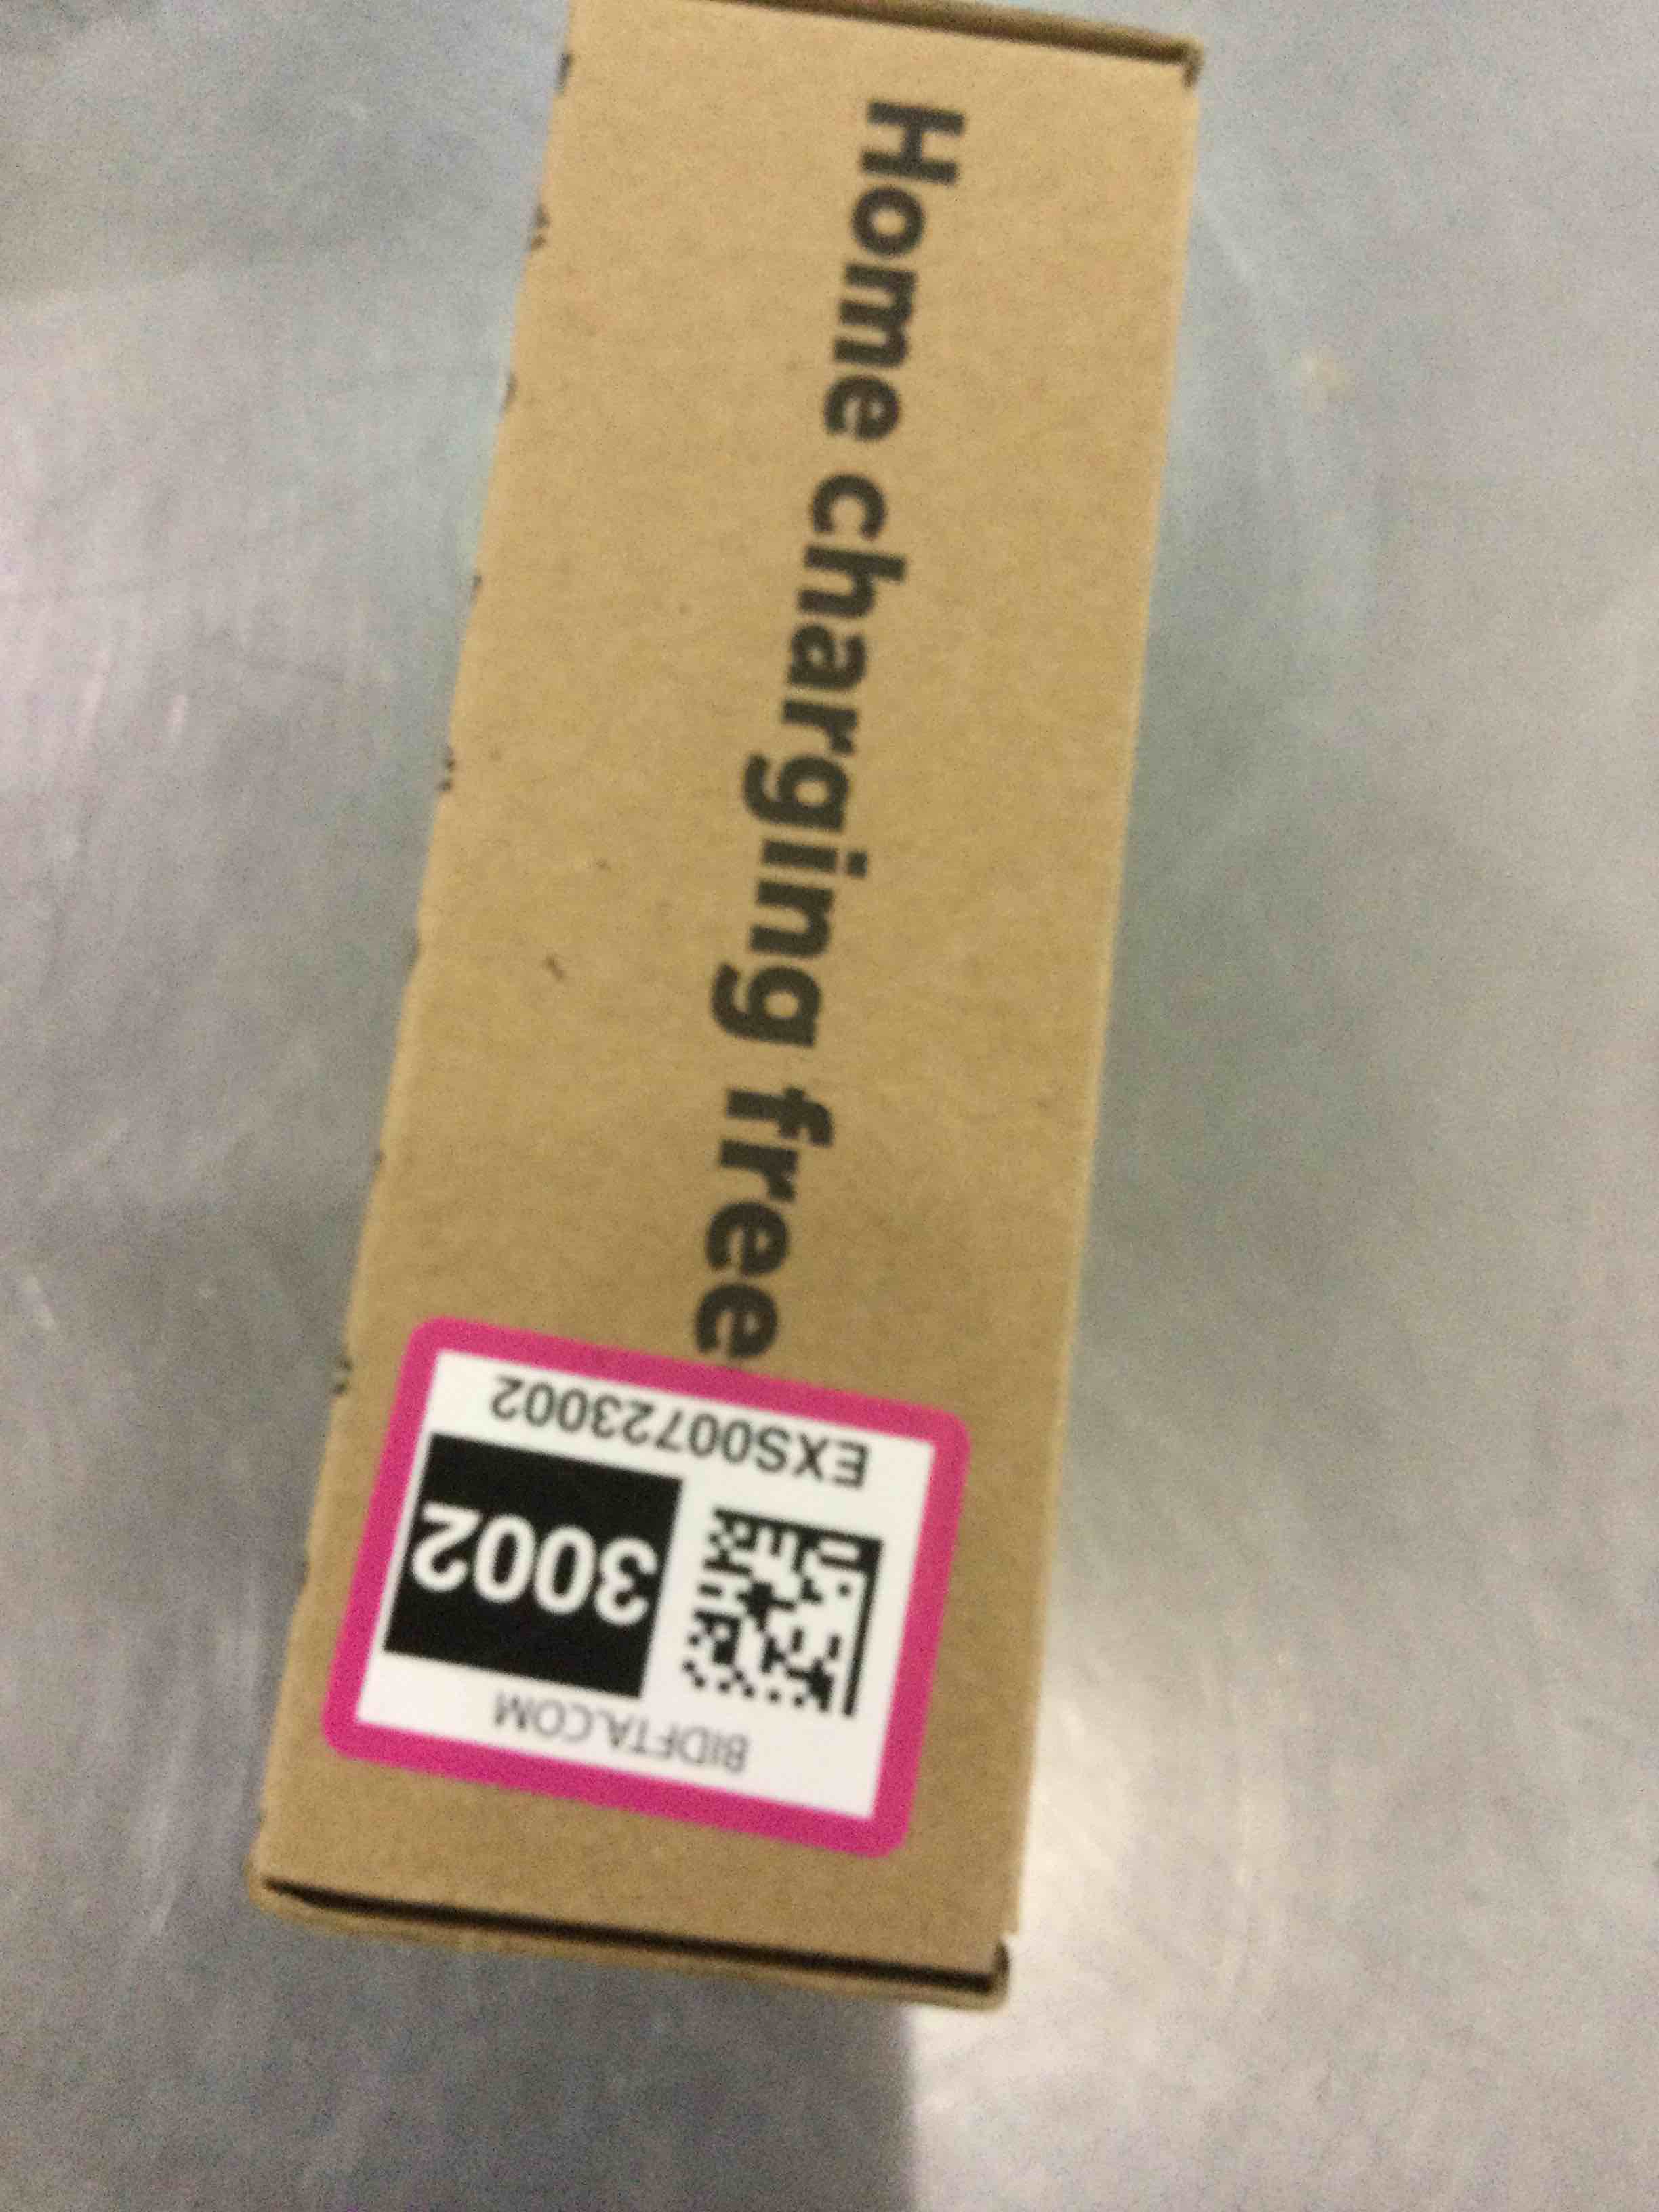 Home charging free
EXS00723002
3002
BIDFTA.COM